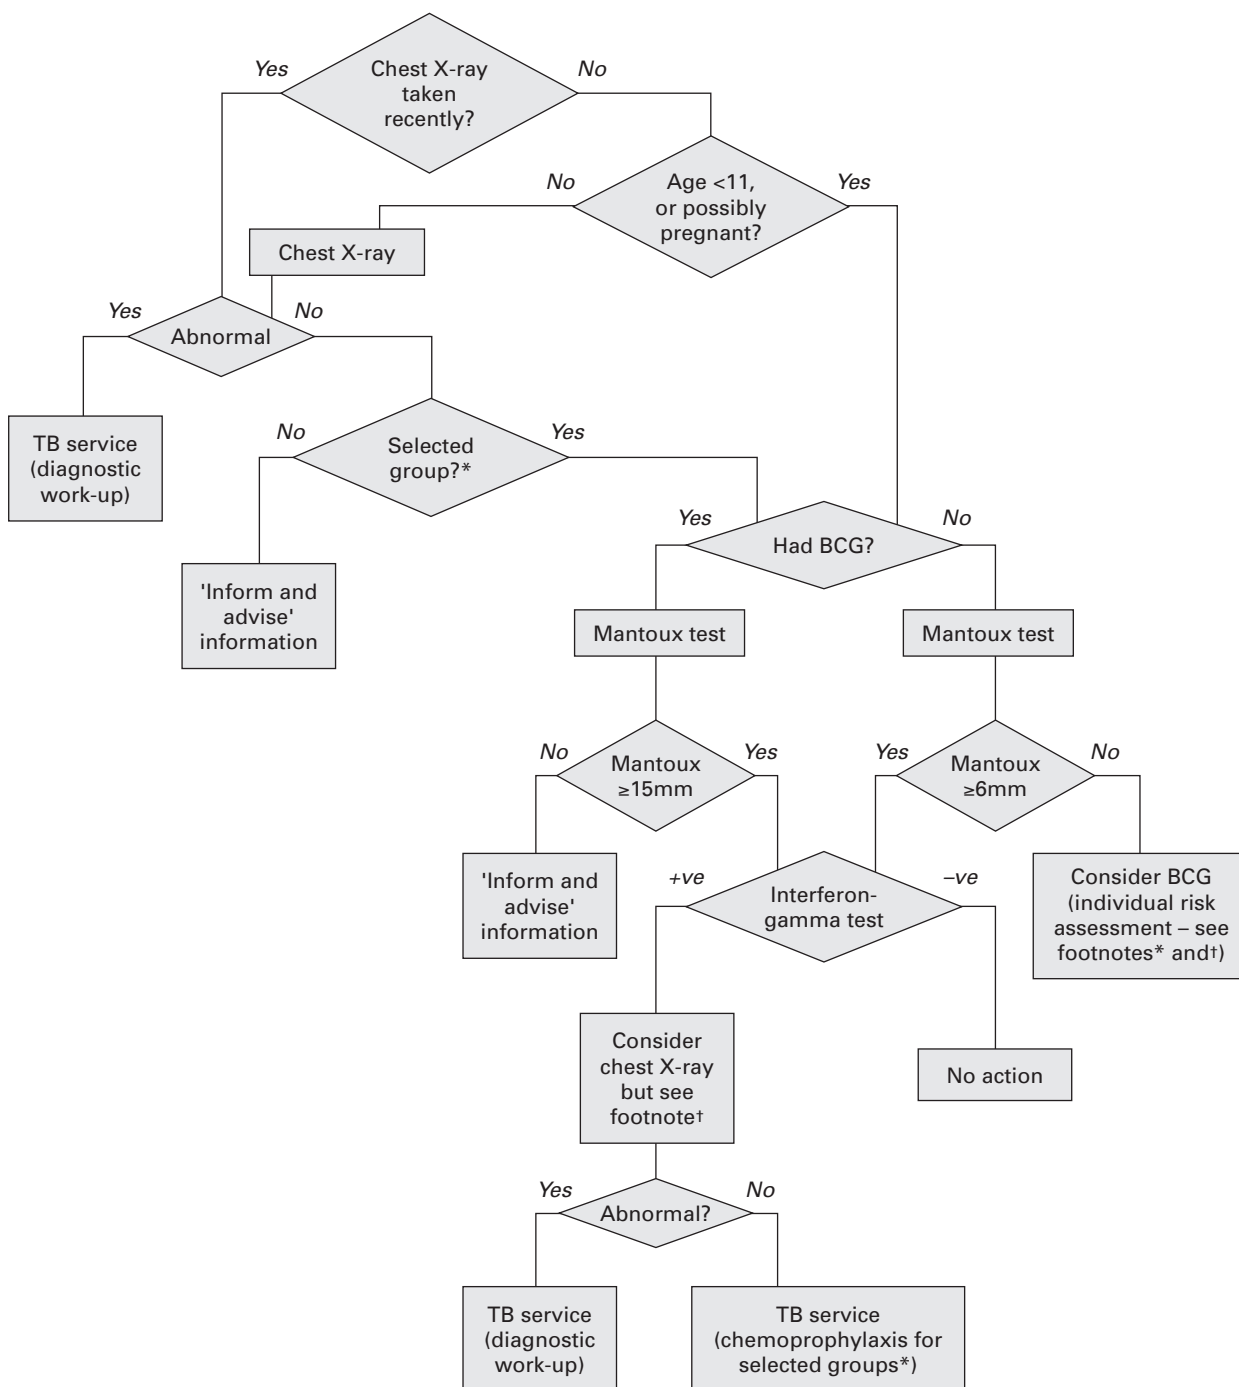 Yes
Chest X-ray
taken
recently?
No
No
Age <11,
or possibly
pregnant?
Yes
Chest X-ray
Yes
Abnormal
No
TB service
(diagnostic
work-up)
No
Selected
group?*
Yes
'Inform and
advise'
information
Yes
Had BCG?
No
Mantoux test
Mantoux test
No
Mantoux
≥15mm
Yes
Yes
Mantoux
≥6mm
No
'Inform and
advise'
information
+ve
Interferon-
gamma test
–ve
Consider BCG
(individual risk
assessment – see
footnotes* and†)
Consider
chest X-ray
but see
footnote†
No action
Yes
Abnormal?
No
TB service
(diagnostic
work-up)
TB service
(chemoprophylaxis for
selected groups*)